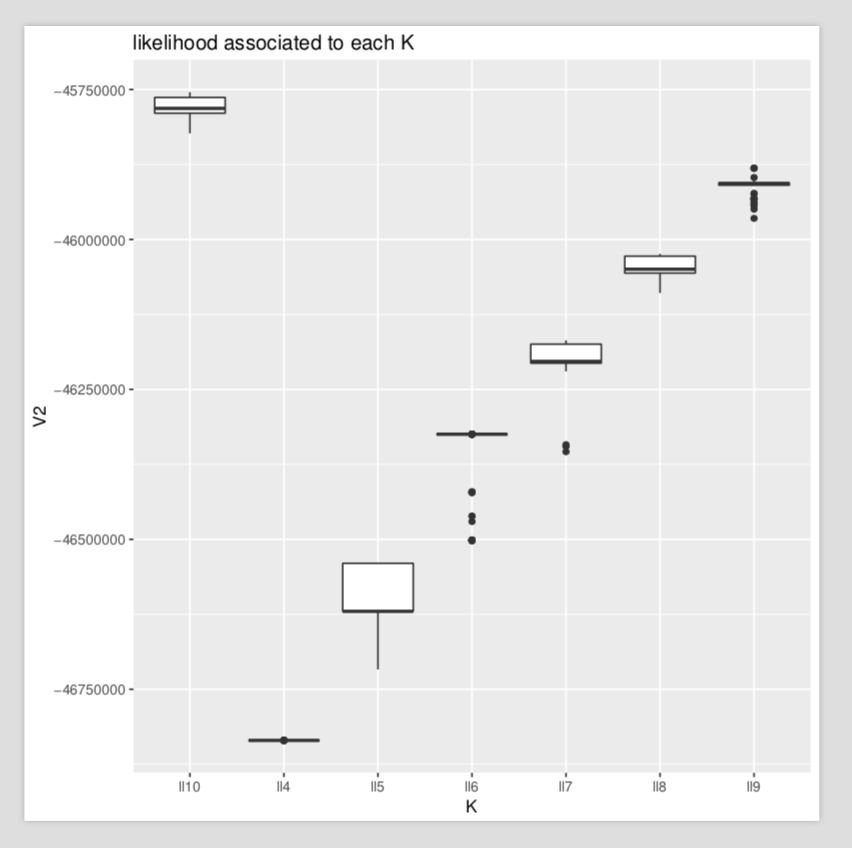 likelihood associated to each K
−45750000
−46000000
−46250000
−46500000
−46750000
V2
ll10 ll4 ll5 ll6 ll7 ll8 ll9
K